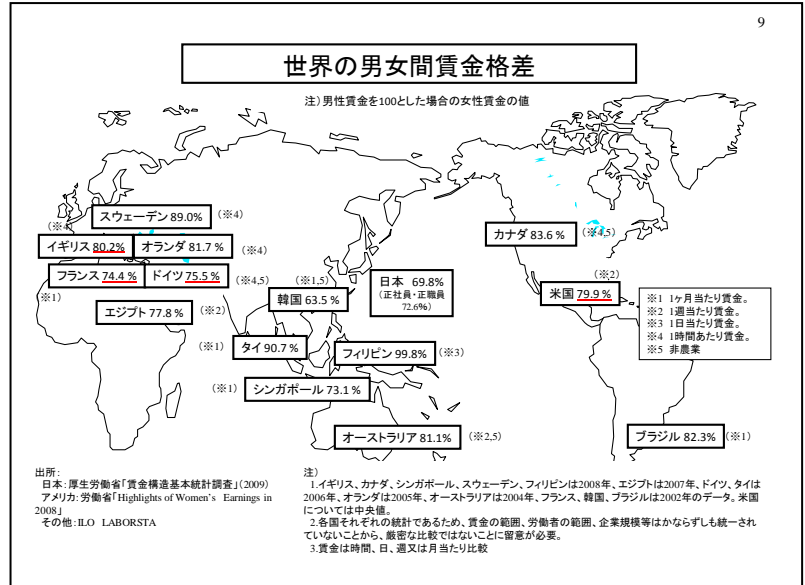 9
世界の男女間賃金格差
注）男性賃金を100とした場合の女性賃金の値
スウェーデン 89.0% （※4）
（※4）
イギリス 80.2% オランダ 81.7 % （※4）
フランス 74.4 % ドイツ 75.5 % （※4,5）
（※1）
エジプト 77.8 % （※2）
（※1,5）
韓国 63.5 %
日本 69.8%
（正社員・正職員
72.6%）
（※1） タイ 90.7 %
フィリピン 99.8% （※3）
（※1） シンガポール 73.1 %
オーストラリア 81.1% （※2,5）
カナダ 83.6 % （※4,5）
（※2）
米国 79.9 %
※1 1ヶ月当たり賃金。
※2 1週当たり賃金。
※3 1日当たり賃金。
※4 1時間あたり賃金。
※5 非農業
ブラジル 82.3% （※1）
出所：
日本：厚生労働省「賃金構造基本統計調査」（2009）
アメリカ：労働省「Highlights of Women's Earnings in
2008」
その他：ILO LABORSTA
注）
1.イギリス、カナダ、シンガポール、スウェーデン、フィリピンは2008年、エジプトは2007年、ドイツ、タイは
2006年、オランダは2005年、オーストラリアは2004年、フランス、韓国、ブラジルは2002年のデータ。米国
については中央値。
2.各国それぞれの統計であるため、賃金の範囲、労働者の範囲、企業規模等はかならずしも統一され
ていないことから、厳密な比較ではないことに留意が必要。
3.賃金は時間、日、週又は月当たり比較